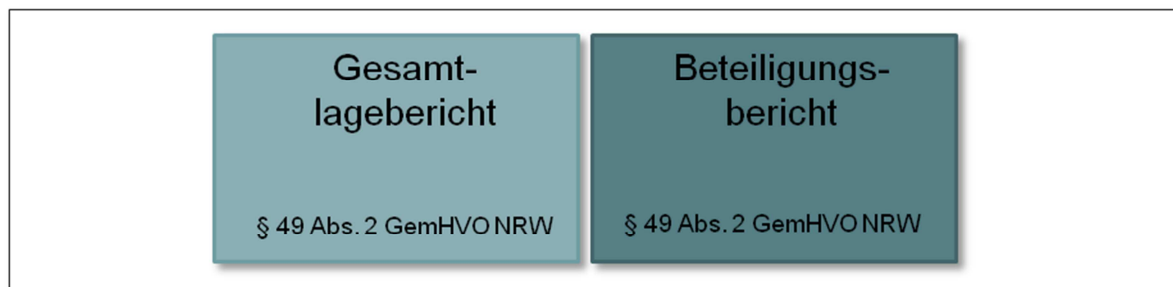 Gesamt-
lagebericht
§ 49 Abs. 2 GemHVO NRW
Beteiligungs-
bericht
§ 49 Abs. 2 GemHVO NRW